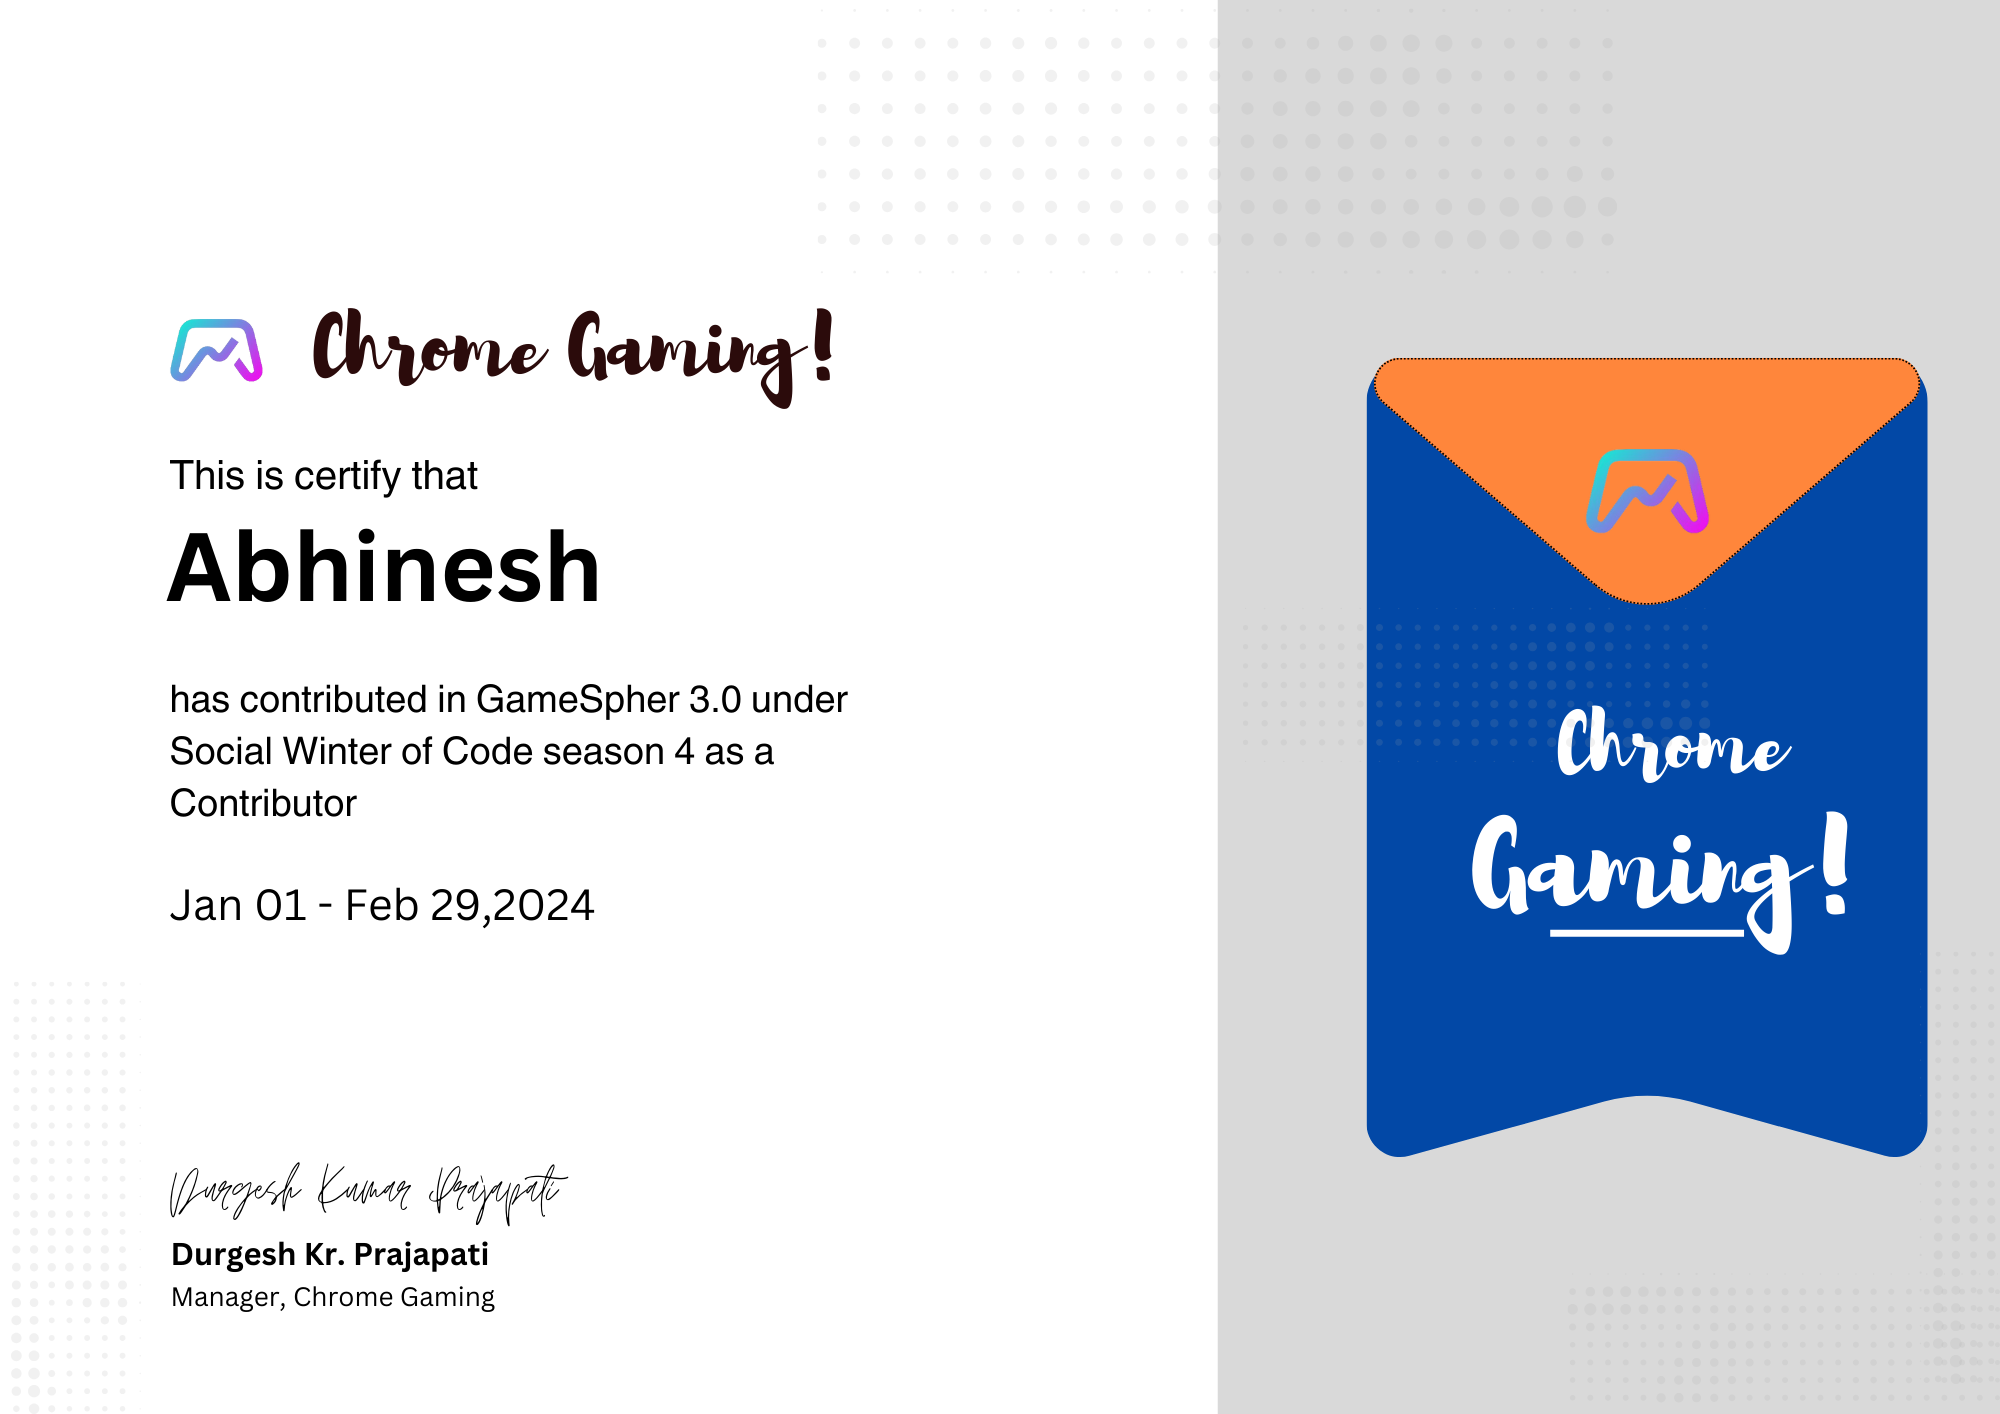 Chrome Gaming!
This is certify that
Abhinesh
has contributed in GameSpher 3.0 under
Social Winter of Code season 4 as a
Contributor
Jan 01 - Feb 29,2024
Durgesh Kumar Prajapati
Durgesh Kr. Prajapati
Manager, Chrome Gaming
Chrome
Gaming!